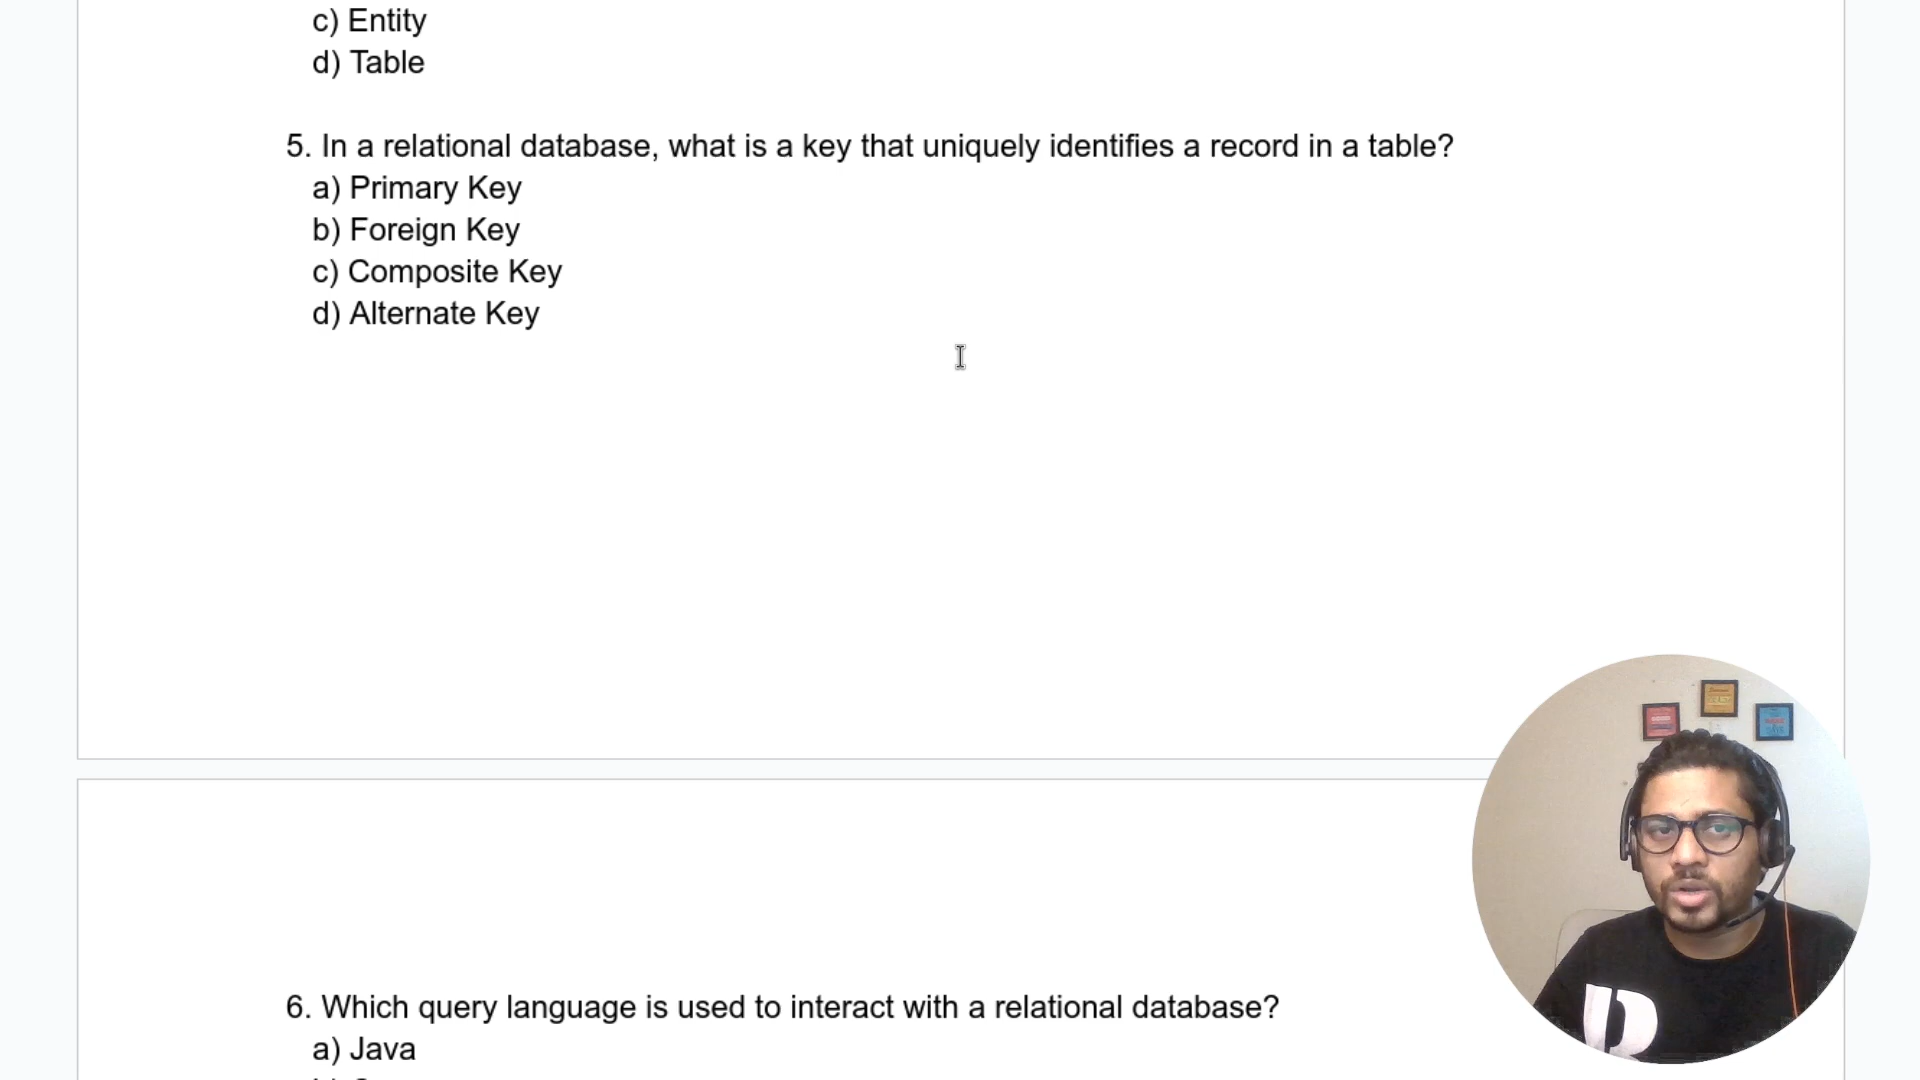 c) Entity
d) Table
5. In a relational database, what is a key that uniquely identifies a record in a table?
a) Primary Key
b) Foreign Key
c) Composite Key
d) Alternate Key
6. Which query language is used to interact with a relational database?
a) Java